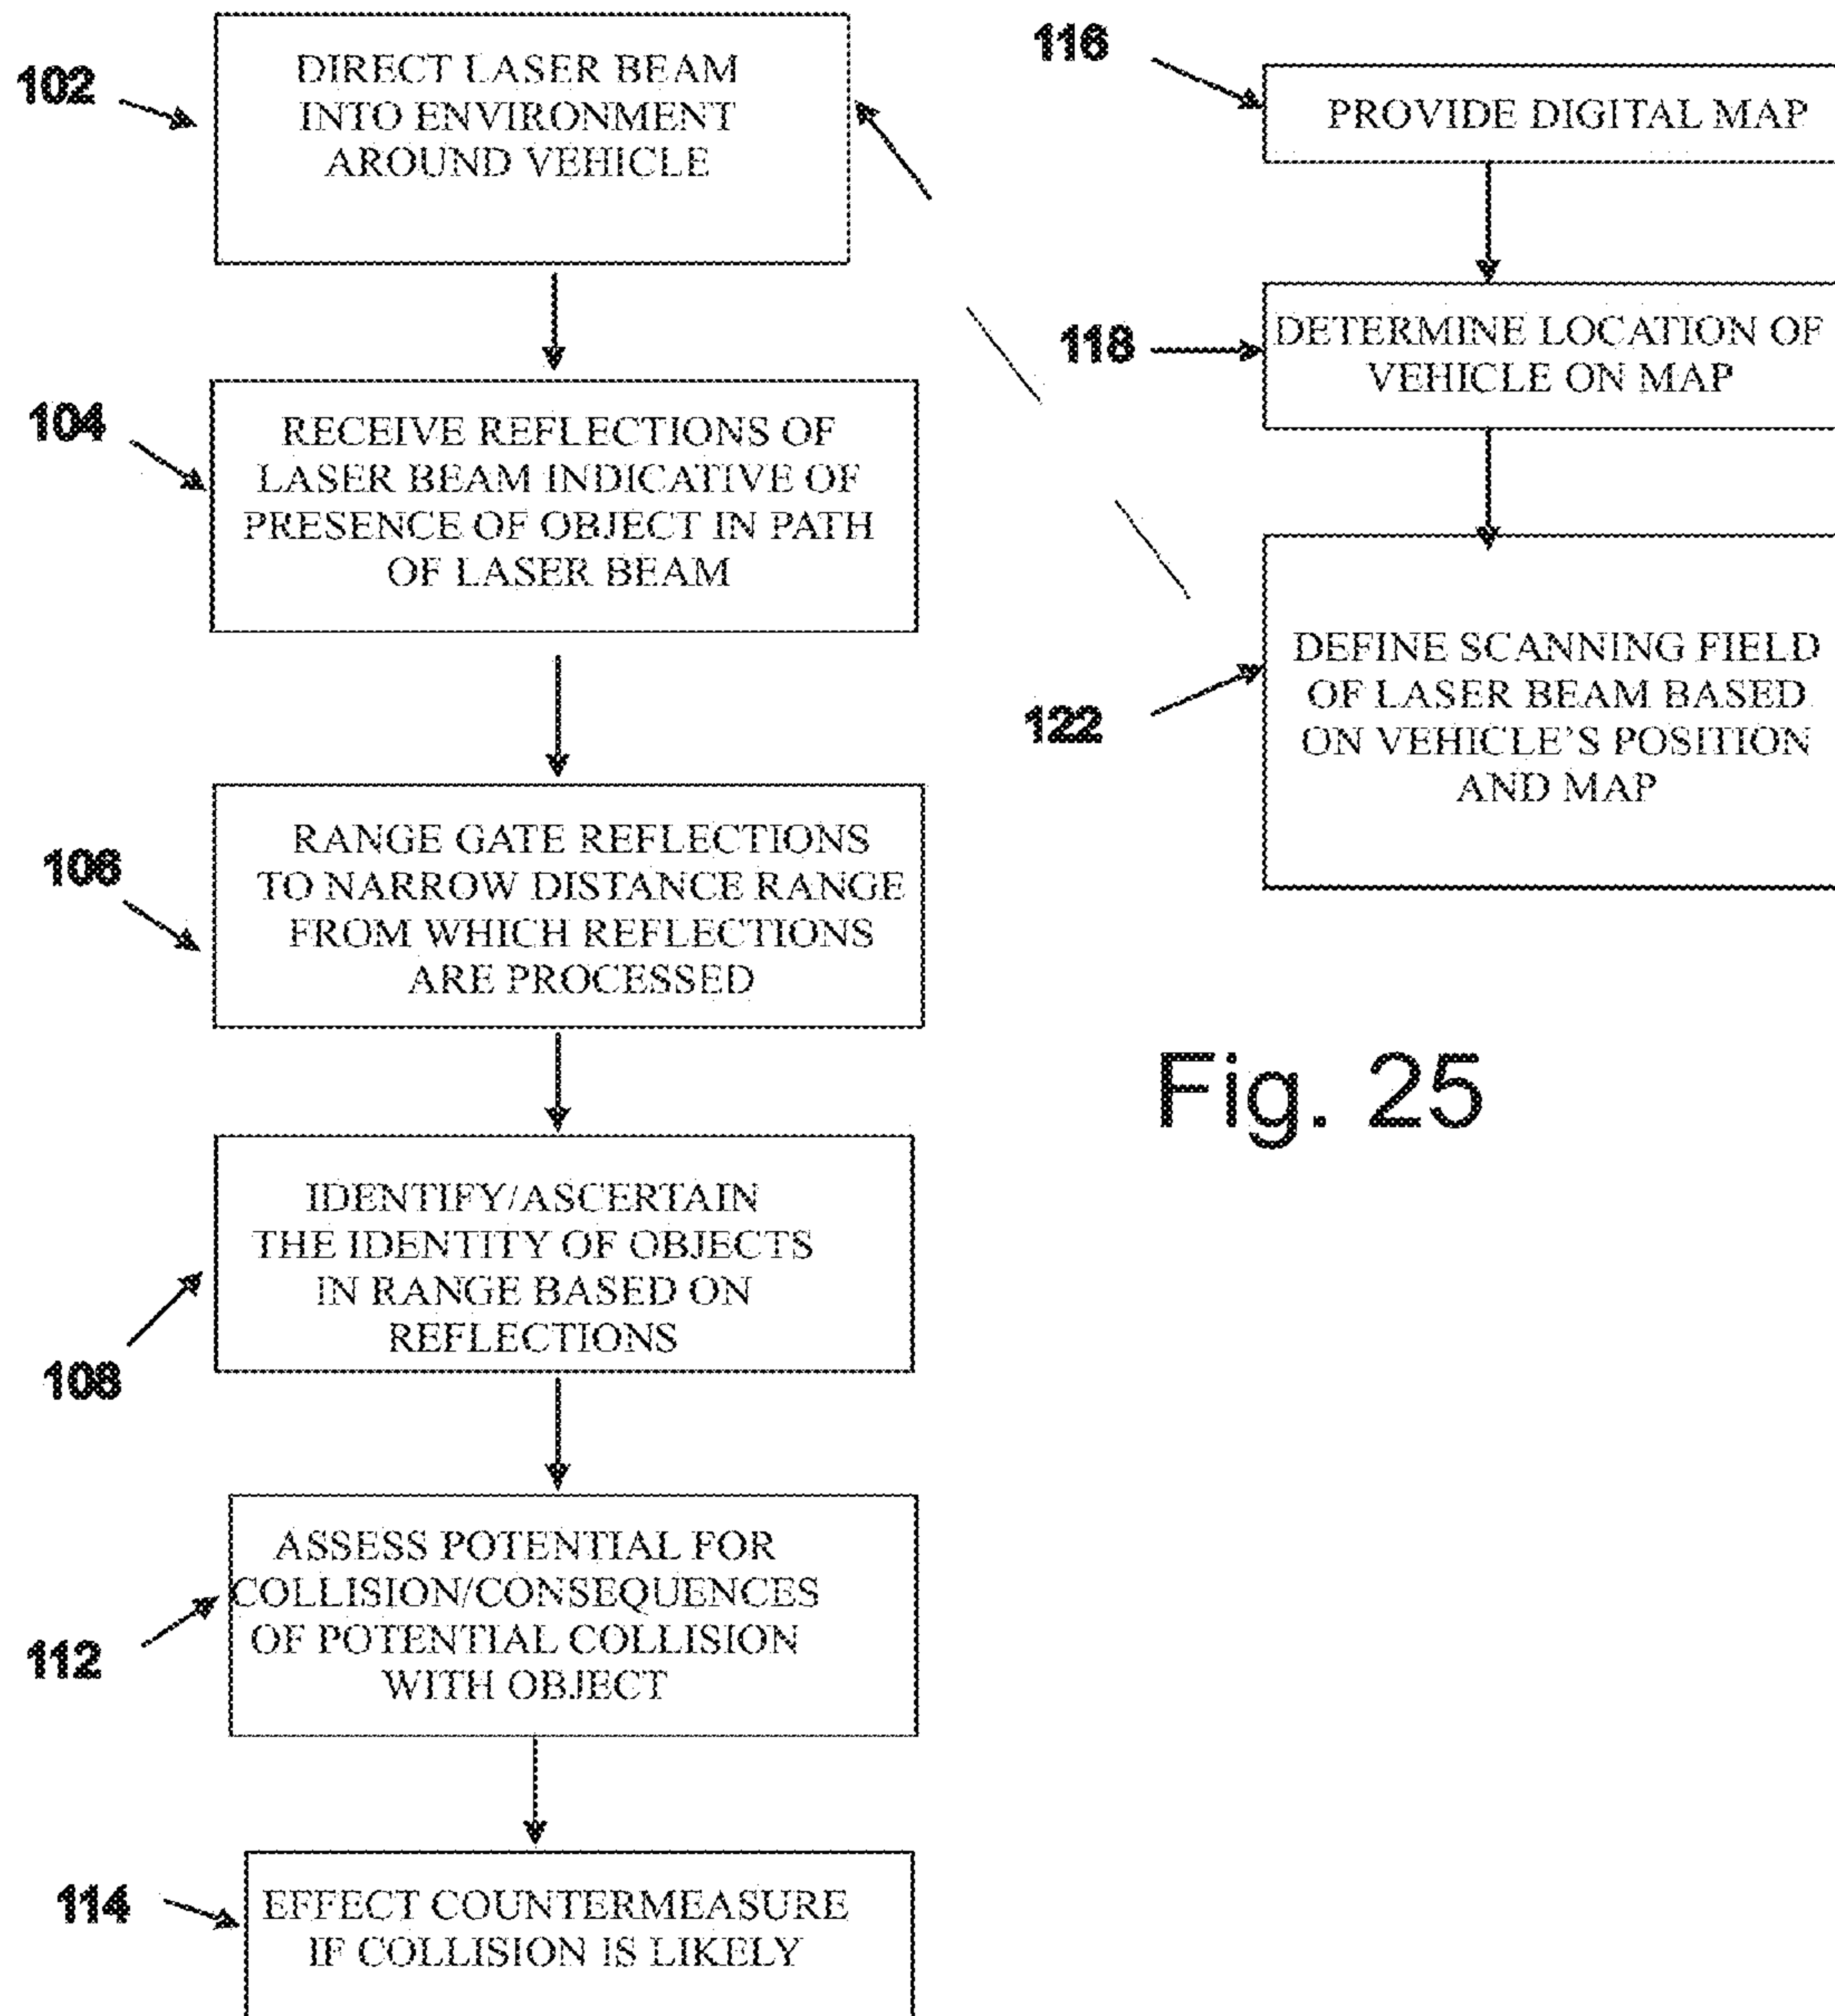 102
DIRECT LASER BEAM
INTO ENVIRONMENT
AROUND VEHICLE
104
RECEIVE REFLECTIONS OF
LASER BEAM INDICATIVE OF
PRESENCE OF OBJECT IN PATH
OF LASER BEAM
106
RANGE GATE REFLECTIONS
TO NARROW DISTANCE RANGE
FROM WHICH REFLECTIONS
ARE PROCESSED
108
IDENTIFY/ASCERTAIN
THE IDENTITY OF OBJECTS
IN RANGE BASED ON
REFLECTIONS
112
ASSESS POTENTIAL FOR
COLLISION/CONSEQUENCES
OF POTENTIAL COLLISION
WITH OBJECT
114
EFFECT COUNTERMEASURE
IF COLLISION IS LIKELY
116
PROVIDE DIGITAL MAP
118
DETERMINE LOCATION OF
VEHICLE ON MAP
122
DEFINE SCANNING FIELD
OF LASER BEAM BASED
ON VEHICLE'S POSITION
AND MAP
Fig. 25